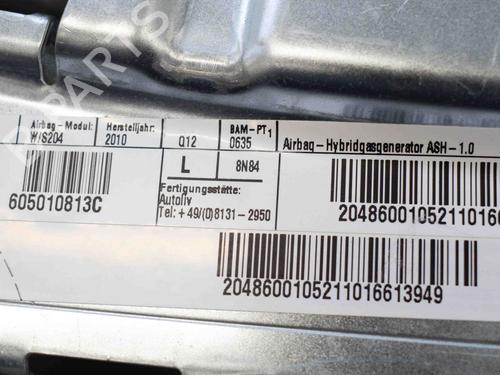 Airbag-Modul: Herstelljahr: BAM-PT1
W/S204 2010 Q12 0635 Airbag-Hybridgasgenerator ASH-1.0
L 8N84
605010813C Fertigungsstätte:
Autoliv
Tel: +49/(0)8131-2950
20486001052110166
2048600105211016613949